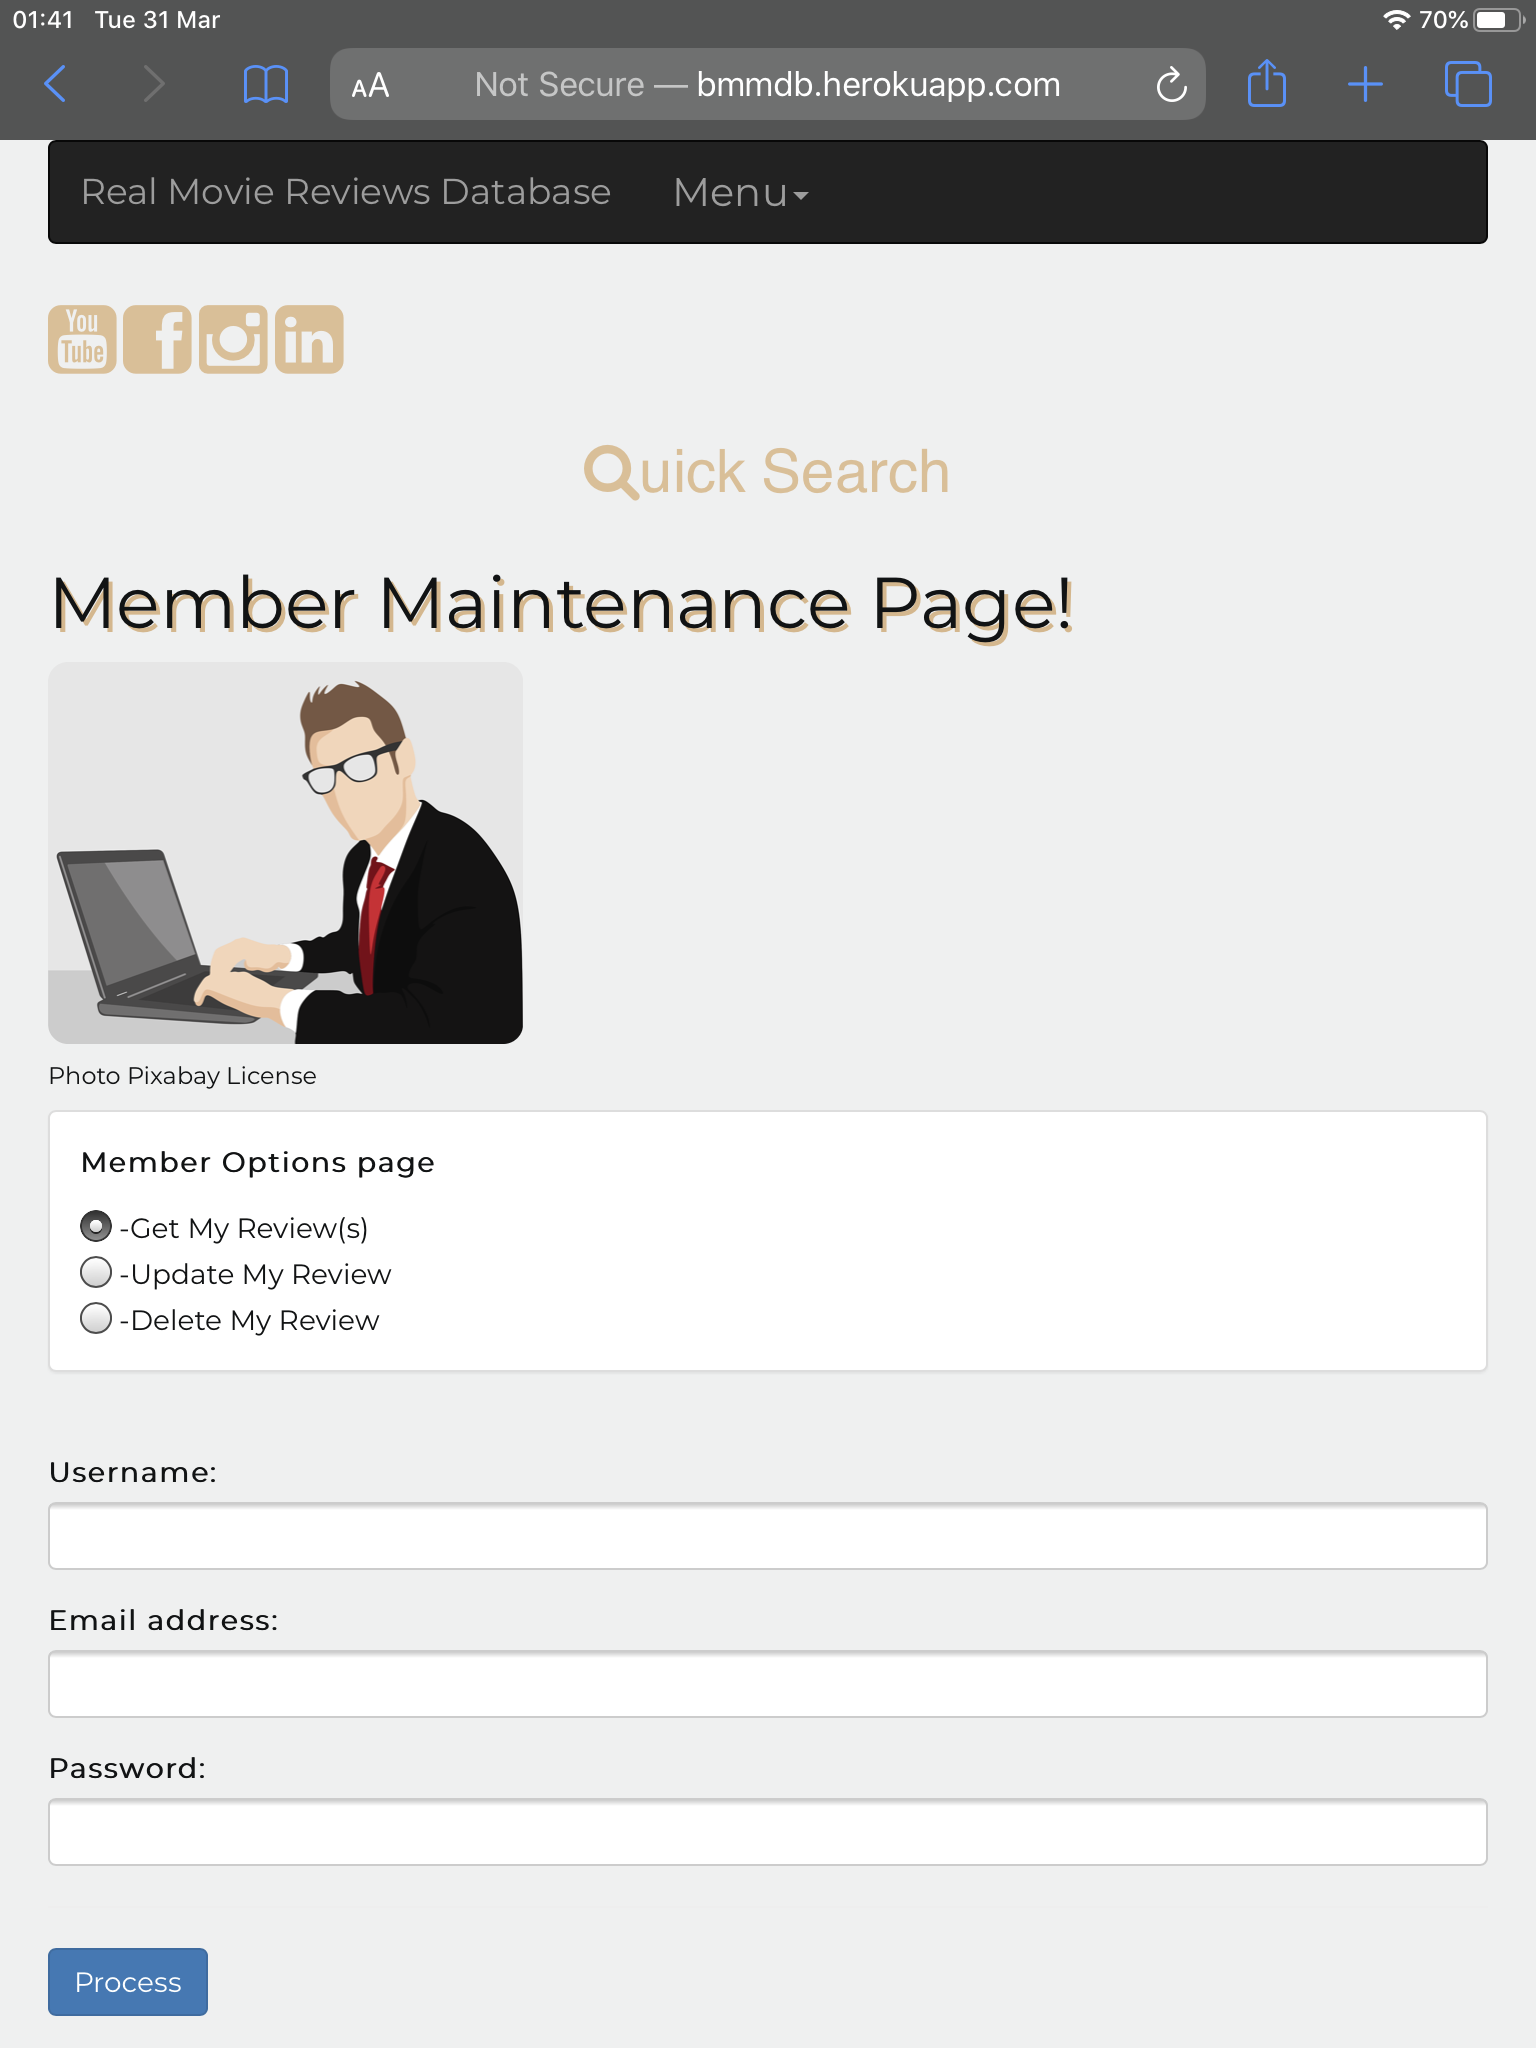 01:41 Tue 31 Mar 70%
AA Not Secure — bmmdb.herokuapp.com
Real Movie Reviews Database Menu
You
Tube f in
Quick Search
Member Maintenance Page!
Photo Pixabay License
Member Options page
-Get My Review(s)
-Update My Review
-Delete My Review
Username:
Email address:
Password:
Process